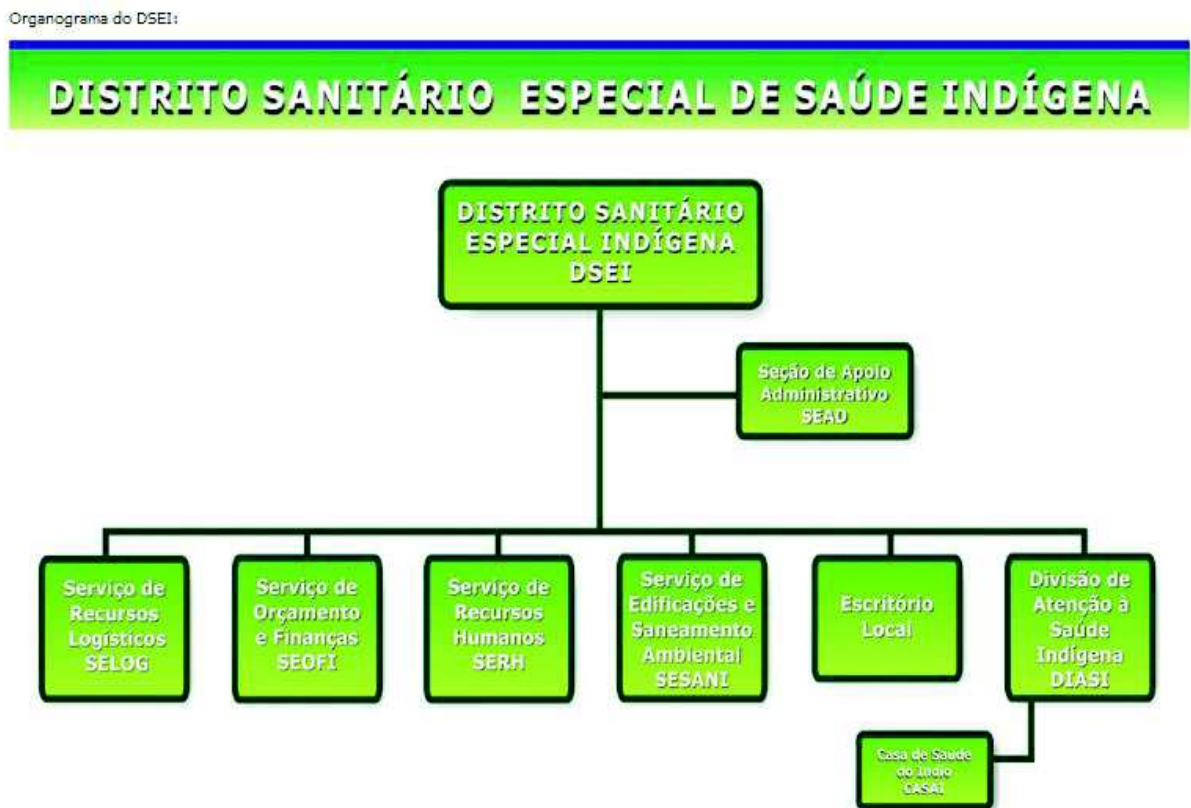 Organograma do DSEI:
DISTRITO SANITÁRIO ESPECIAL DE SAÚDE INDÍGENA
DISTRITO SANITÁRIO
ESPECIAL INDÍGENA
DSEI
Seção de Apoio
Administrativo
SEAD
Serviço de
Recursos
Logísticos
SELOG
Serviço de
Orçamento
e Finanças
SEOFI
Serviço de
Recursos
Humanos
SERH
Serviço de
Edificações e
Saneamento
Ambiental
SESANI
Escritório
Local
Divisão de
Atenção à
Saúde
Indígena
DIASI
Casa de Saúde
do Índio
CASAI